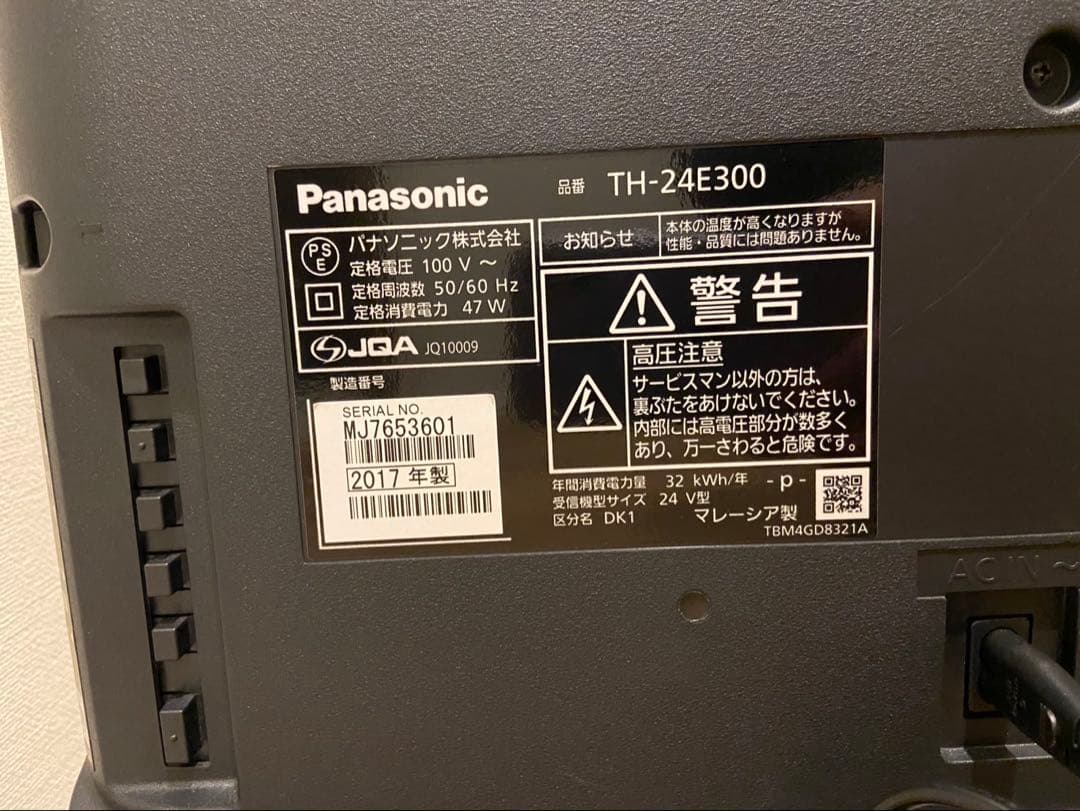 Panasonic
品番 TH-24E300
PS
E
パナソニック株式会社
定格電圧 100 V ～
定格周波数 50/60 Hz
定格消費電力 47 W
JQA JQ10009
製造番号
SERIAL NO.
MJ7653601
2017 年製
お知らせ
本体の温度が高くなりますが
性能・品質には問題ありません。
警告
高圧注意
サービスマン以外の方は、
裏ぶたをあけないでください。
内部には高電圧部分が数多く
あり、万一さわると危険です。
年間消費電力量 32 kWh/年
受信機型サイズ 24 V型
区分名 DK1
- p -
マレーシア製
TBM4GD8321A
AC IN ～